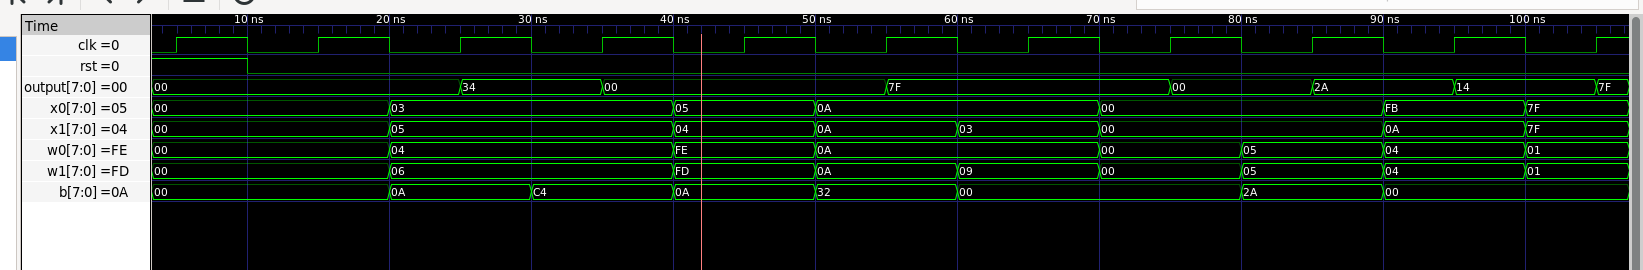 10 ns 20 ns 30 ns 40 ns 50 ns 60 ns 70 ns 80 ns 90 ns 100 ns
Time
clk =0
rst =0
output[7:0] =00 00 34 00 7F 00 2A 14 7F
x0[7:0] =05 00 03 05 0A 00 FB 7F
x1[7:0] =04 00 05 04 0A 03 00 0A 7F
w0[7:0] =FE 00 04 FE 0A 00 05 04 01
w1[7:0] =FD 00 06 FD 0A 09 00 05 04 01
b[7:0] =0A 00 0A C4 0A 32 00 2A 00